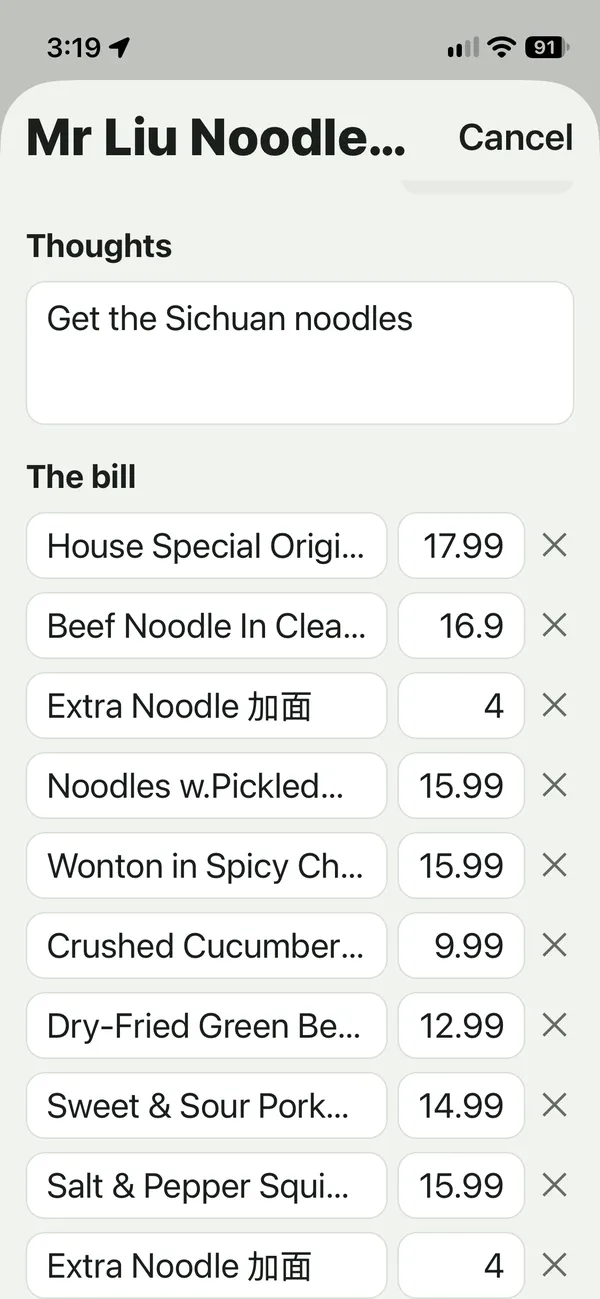 3:19
91
Mr Liu Noodle...
Cancel
Thoughts
Get the Sichuan noodles
The bill
House Special Origi... 17.99
Beef Noodle In Clea... 16.9
Extra Noodle 加面 4
Noodles w.Pickled... 15.99
Wonton in Spicy Ch... 15.99
Crushed Cucumber... 9.99
Dry-Fried Green Be... 12.99
Sweet & Sour Pork... 14.99
Salt & Pepper Squi... 15.99
Extra Noodle 加面 4